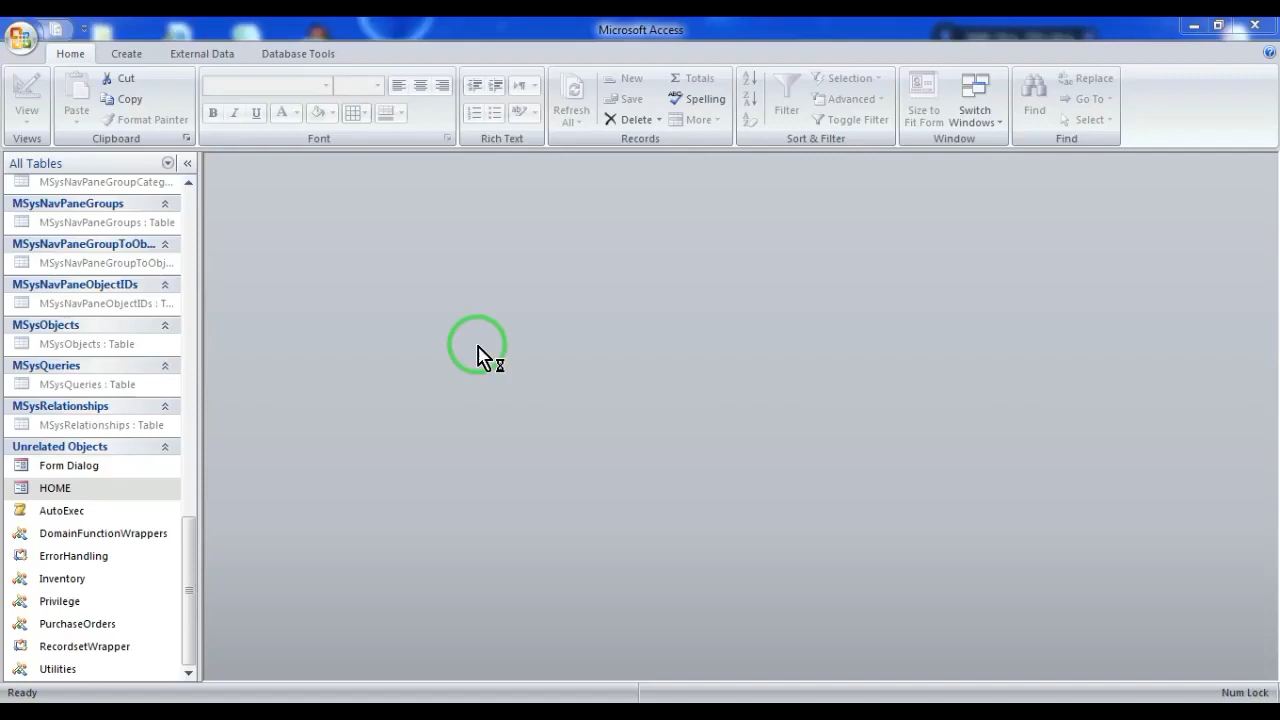 Microsoft Access
Home Create External Data Database Tools
View
Views
Paste
Cut
Copy
Format Painter
Clipboard
B I U A
Font
Rich Text
Refresh
All
New
Save
Delete
Totals
Spelling
More
Records
Filter
Selection
Advanced
Toggle Filter
Sort & Filter
Size to
Fit Form
Switch
Windows
Window
Find
Replace
Go To
Select
Find
All Tables
MSysNavPaneGroupCateg...
MSysNavPaneGroups
MSysNavPaneGroups : Table
MSysNavPaneGroupToOb...
MSysNavPaneGroupToObj...
MSysNavPaneObjectIDs
MSysNavPaneObjectIDs : T...
MSysObjects
MSysObjects : Table
MSysQueries
MSysQueries : Table
MSysRelationships
MSysRelationships : Table
Unrelated Objects
Form Dialog
HOME
AutoExec
DomainFunctionWrappers
ErrorHandling
Inventory
Privilege
PurchaseOrders
RecordsetWrapper
Utilities
Ready
Num Lock